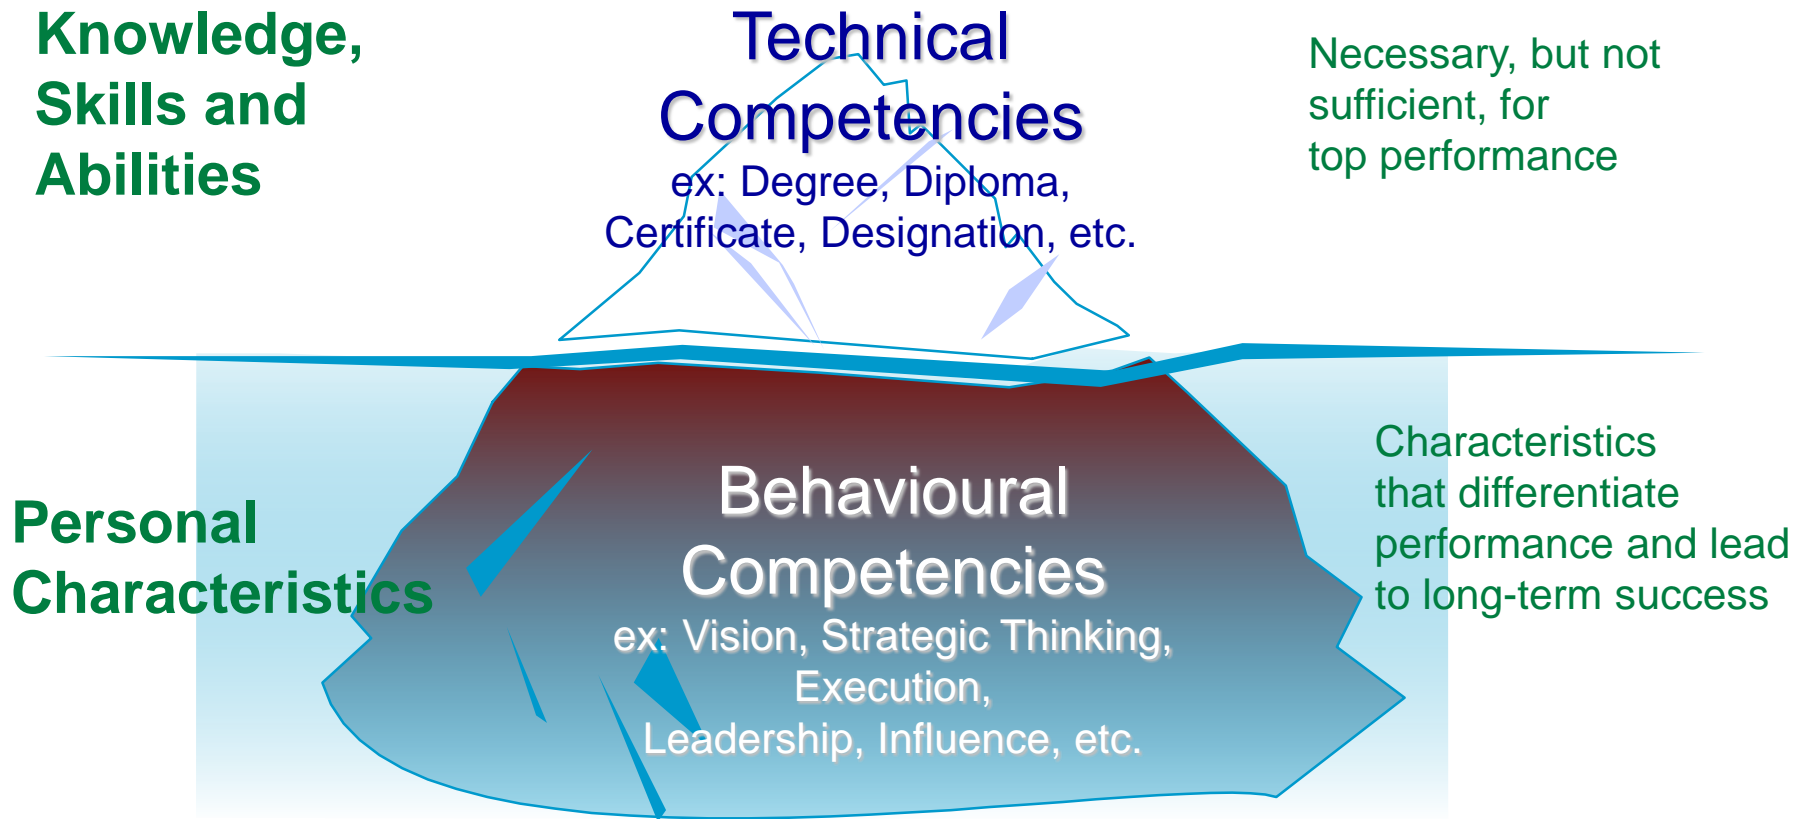 Knowledge,
Skills and
Abilities
Technical
Competencies
ex: Degree, Diploma,
Certificate, Designation, etc.
Necessary, but not
sufficient, for
top performance
Personal
Characteristics
Behavioural
Competencies
ex: Vision, Strategic Thinking,
Execution,
Leadership, Influence, etc.
Characteristics
that differentiate
performance and lead
to long-term success